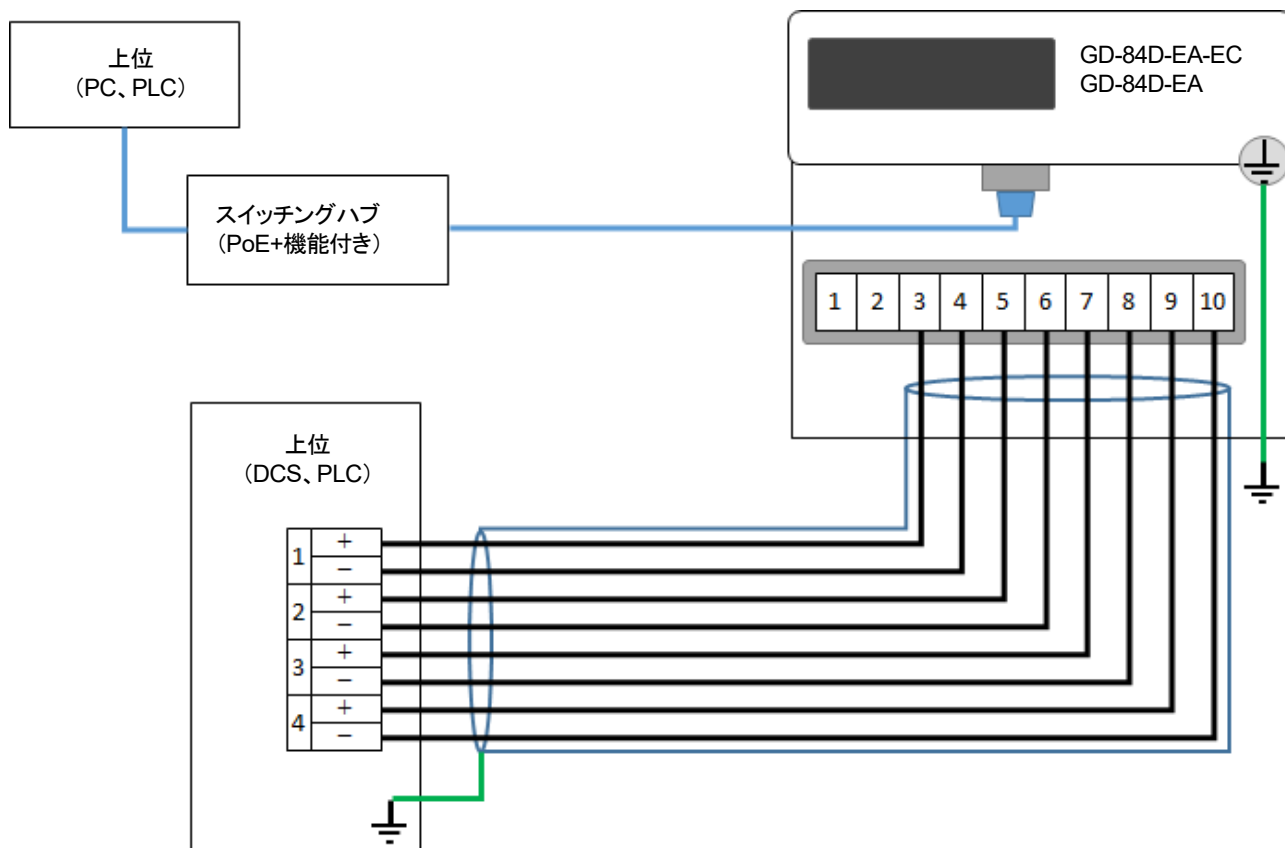 上位
（PC、PLC）
GD-84D-EA-EC
GD-84D-EA
スイッチングハブ
（PoE+機能付き）
1 2 3 4 5 6 7 8 9 10
上位
（DCS、PLC）
1 +
−
2 +
−
3 +
−
4 +
−